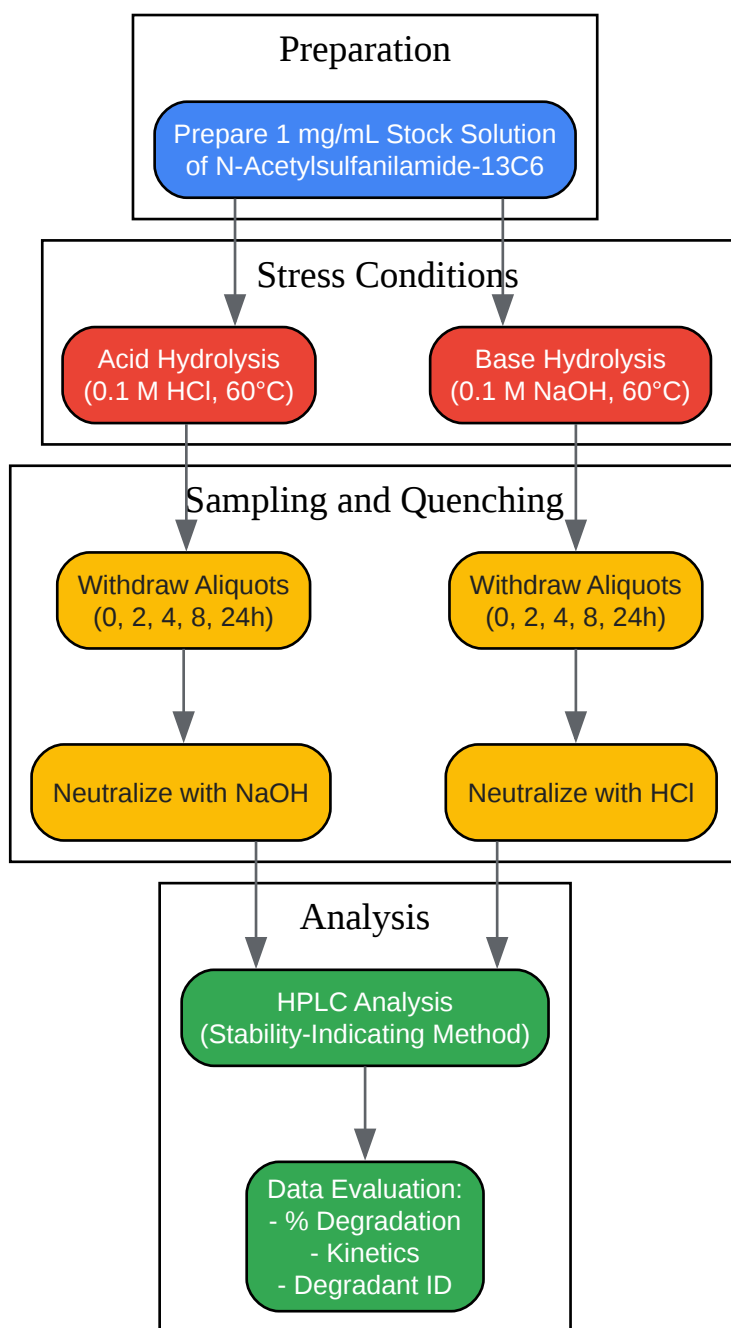 Preparation
Prepare 1 mg/mL Stock Solution
of N-Acetylsulfanilamide-13C6
Stress Conditions
Acid Hydrolysis
(0.1 M HCl, 60°C)
Base Hydrolysis
(0.1 M NaOH, 60°C)
Sampling and Quenching
Withdraw Aliquots
(0, 2, 4, 8, 24h)
Withdraw Aliquots
(0, 2, 4, 8, 24h)
Neutralize with NaOH
Neutralize with HCl
Analysis
HPLC Analysis
(Stability-Indicating Method)
Data Evaluation:
- % Degradation
- Kinetics
- Degradant ID